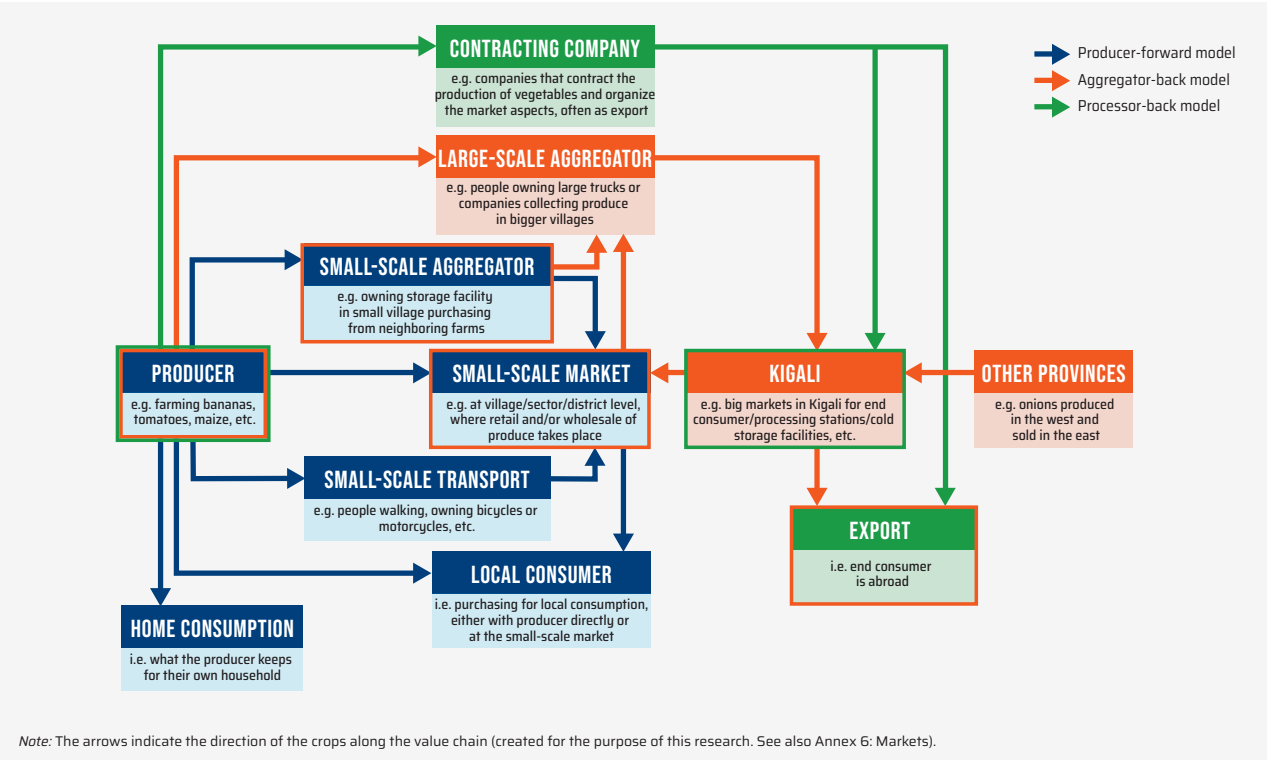 CONTRACTING COMPANY
e.g. companies that contract the
production of vegetables and organize
the market aspects, often as export
Producer-forward model
Aggregator-back model
Processor-back model
LARGE-SCALE AGGREGATOR
e.g. people owning large trucks or
companies collecting produce
in bigger villages
SMALL-SCALE AGGREGATOR
e.g. owning storage facility
in small village purchasing
from neighboring farms
PRODUCER
e.g. farming bananas,
tomatoes, maize, etc.
SMALL-SCALE MARKET
e.g. at village/sector/district level,
where retail and/or wholesale of
produce takes place
KIGALI
e.g. big markets in Kigali for end
consumer/processing stations/cold
storage facilities, etc.
OTHER PROVINCES
e.g. onions produced
in the west and
sold in the east
SMALL-SCALE TRANSPORT
e.g. people walking, owning bicycles or
motorcycles, etc.
EXPORT
i.e. end consumer
is abroad
LOCAL CONSUMER
i.e. purchasing for local consumption,
either with producer directly or
at the small-scale market
HOME CONSUMPTION
i.e. what the producer keeps
for their own household
Note: The arrows indicate the direction of the crops along the value chain (created for the purpose of this research. See also Annex 6: Markets).